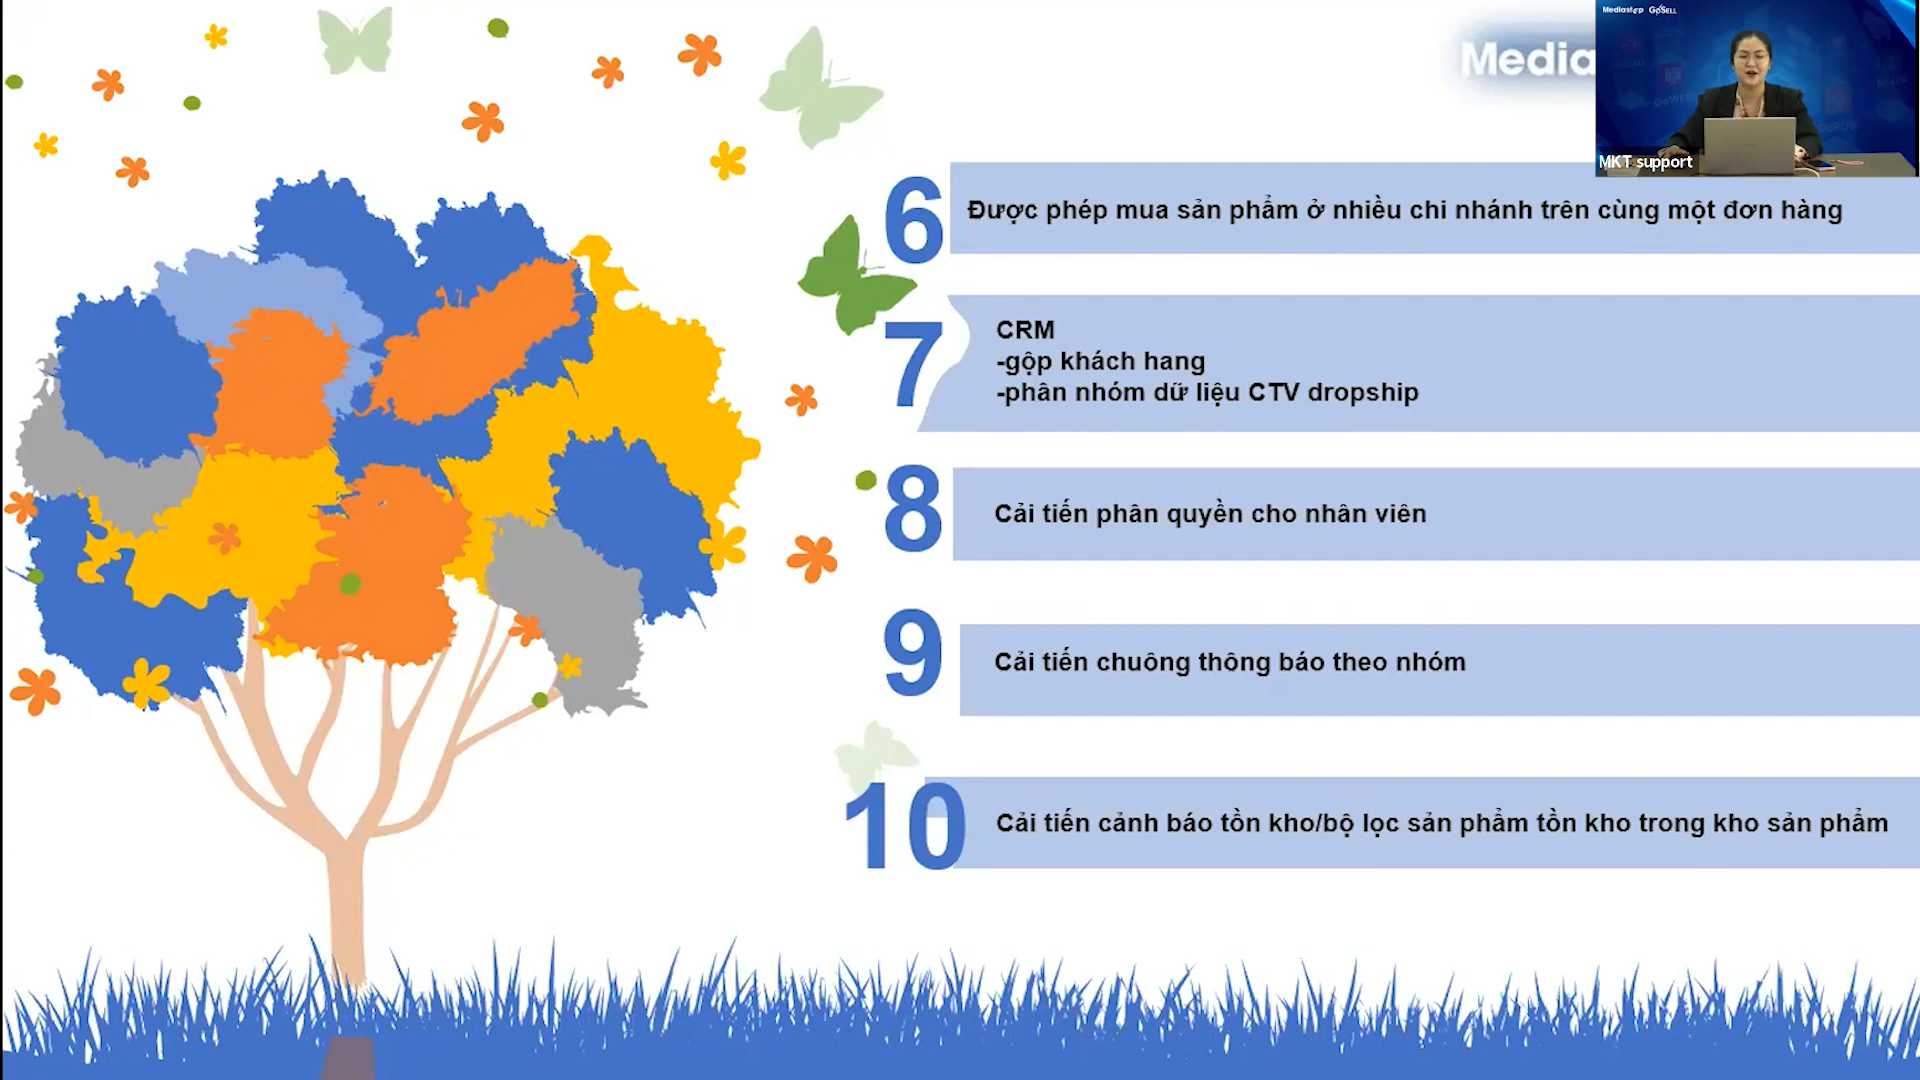 Mediastep GoSELL
Media
MKT support
6
Được phép mua sản phẩm ở nhiều chi nhánh trên cùng một đơn hàng
7
CRM
-gộp khách hang
-phân nhóm dữ liệu CTV dropship
8
Cải tiến phân quyền cho nhân viên
9
Cải tiến chuông thông báo theo nhóm
10
Cải tiến cảnh báo tồn kho/bộ lọc sản phẩm tồn kho trong kho sản phẩm